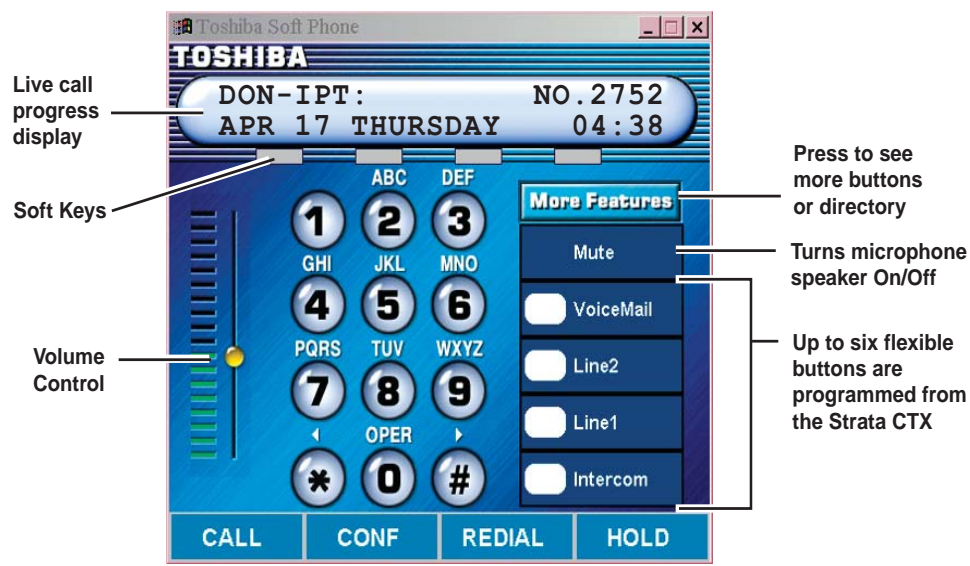 Toshiba Soft Phone
TOSHIBA
DON-IPT: NO.2752
APR 17 THURSDAY 04:38
Live call
progress
display
Soft Keys
Volume
Control
ABC DEF
1 2 3
GHI JKL MNO
4 5 6
PQRS TUV WXYZ
7 8 9
OPER
* 0 #
More Features
Mute
VoiceMail
Line2
Line1
Intercom
CALL CONF REDIAL HOLD
Press to see
more buttons
or directory
Turns microphone
speaker On/Off
Up to six flexible
buttons are
programmed from
the Strata CTX